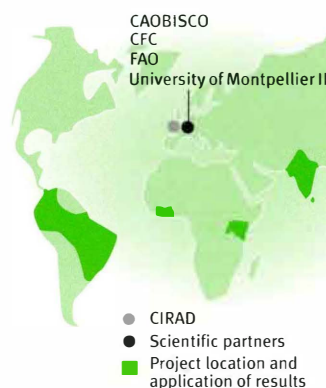 CAOBISCO
CFC
FAO
University of Montpellier II
CIRAD
Scientific partners
Project location and
application of results